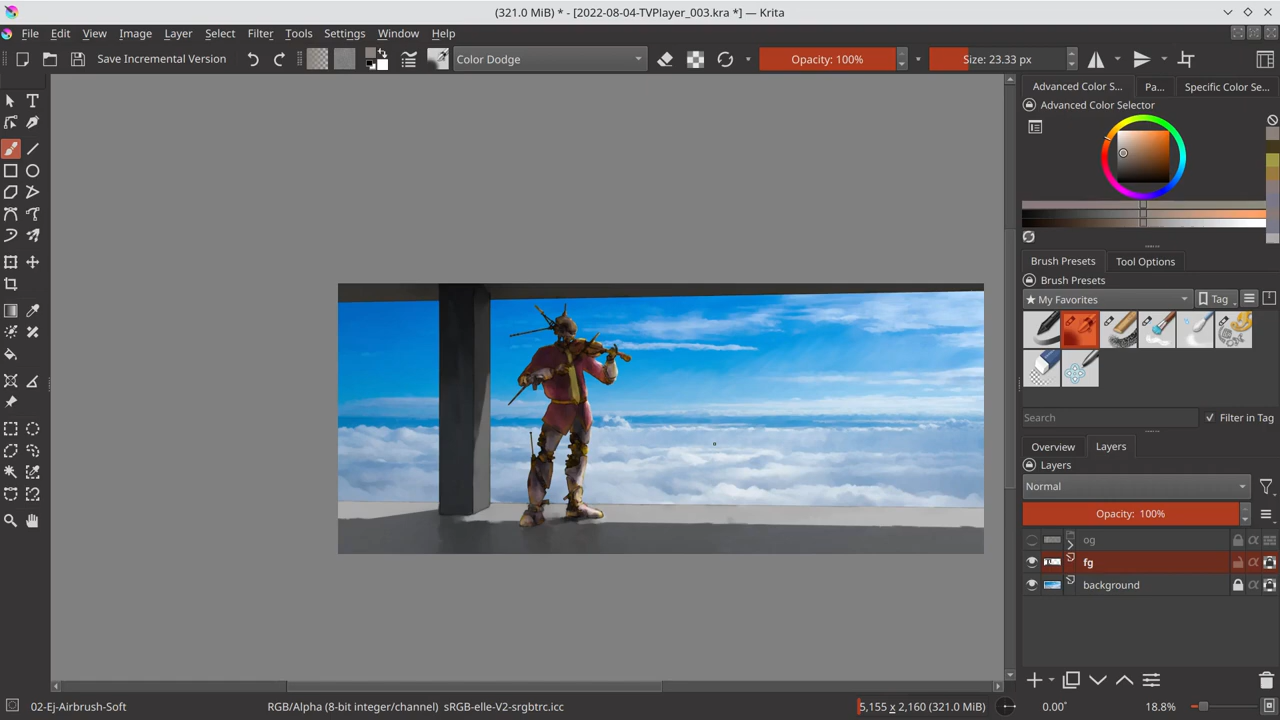 (321.0 MiB) * - [2022-08-04-TVPlayer_003.kra *] — Krita
File Edit View Image Layer Select Filter Tools Settings Window Help
Save Incremental Version Color Dodge Opacity: 100% Size: 23.33 px
Advanced Color S... Pa... Specific Color Se...
Advanced Color Selector
Brush Presets Tool Options
Brush Presets
★ My Favorites Tag
Search Filter in Tag
Overview Layers
Layers
Normal
Opacity: 100%
og
fg
background
02-Ej-Airbrush-Soft RGB/Alpha (8-bit integer/channel) sRGB-elle-V2-srgbtrc.icc 5,155 x 2,160 (321.0 MiB) 0.00° 18.8%